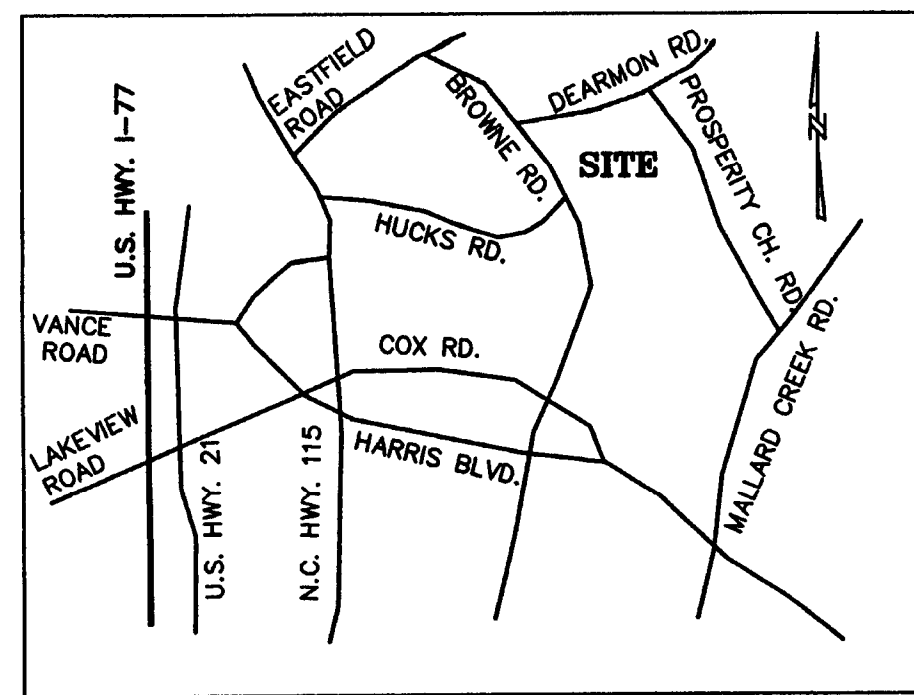 EASTFIELD
ROAD
BROWNE RD.
DEARMON RD.
PROSPERITY CH. RD.
N
SITE
U.S. HWY. I-77
HUCKS RD.
VANCE
ROAD
COX RD.
LAKEVIEW
ROAD
U.S. HWY. 21
N.C. HWY. 115
HARRIS BLVD.
MALLARD CREEK RD.